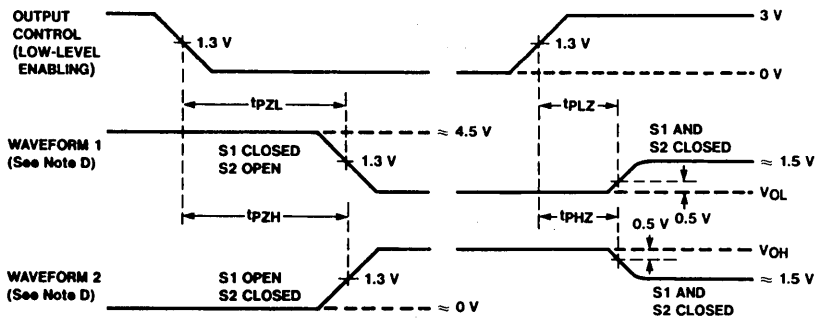 OUTPUT
CONTROL
(LOW-LEVEL
ENABLING)
1.3 V
1.3 V
3 V
0 V
tPZL
tPLZ
WAVEFORM 1
(See Note D)
S1 CLOSED
S2 OPEN
1.3 V
≈ 4.5 V
S1 AND
S2 CLOSED
≈ 1.5 V
VOL
0.5 V
tPZH
tPHZ
0.5 V
VOH
WAVEFORM 2
(See Note D)
S1 OPEN
S2 CLOSED
1.3 V
≈ 0 V
≈ 1.5 V
S1 AND
S2 CLOSED